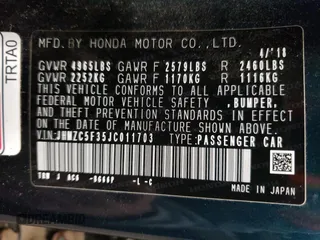 TRTA0
MFD.BY HONDA MOTOR CO.,LTD. 4/'18
GVWR 4965LBS GAWR F 2579LBS R 2460LBS
GVWR 2252KG GAWR F 1170KG R 1116KG
THIS VEHICLE CONFORMS TO ALL APPLICABLE
FEDERAL MOTOR VEHICLE SAFETY, BUMPER, AND
THEFT PREVENTION STANDARDS IN EFFECT ON THE
DATE OF MANUFACTURE SHOWN ABOVE.
VIN:JHMZC5F35JC011703 TYPE:PASSENGER CAR
MADE IN JAPAN